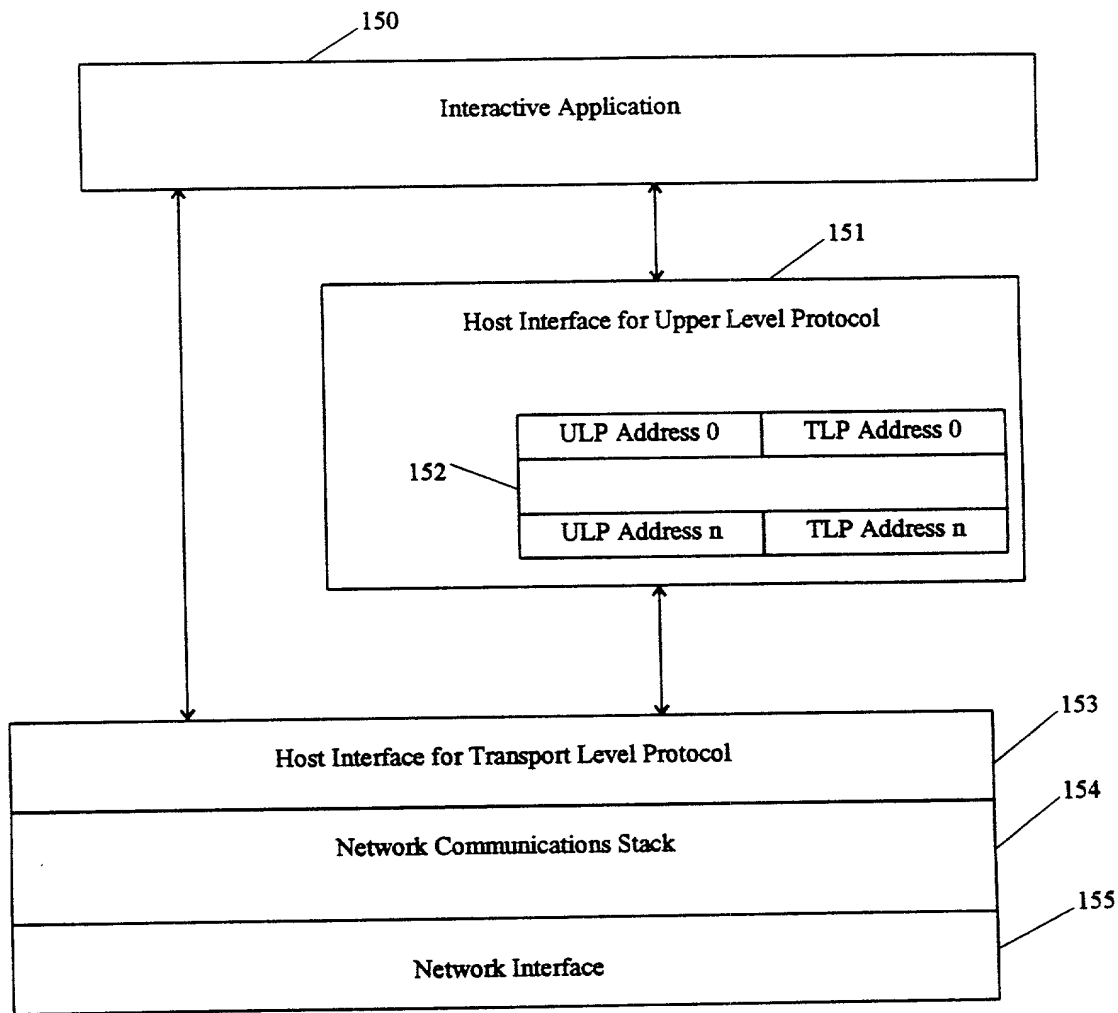 150
Interactive Application
151
Host Interface for Upper Level Protocol
ULP Address 0 TLP Address 0
152
ULP Address n TLP Address n
153
Host Interface for Transport Level Protocol
154
Network Communications Stack
155
Network Interface